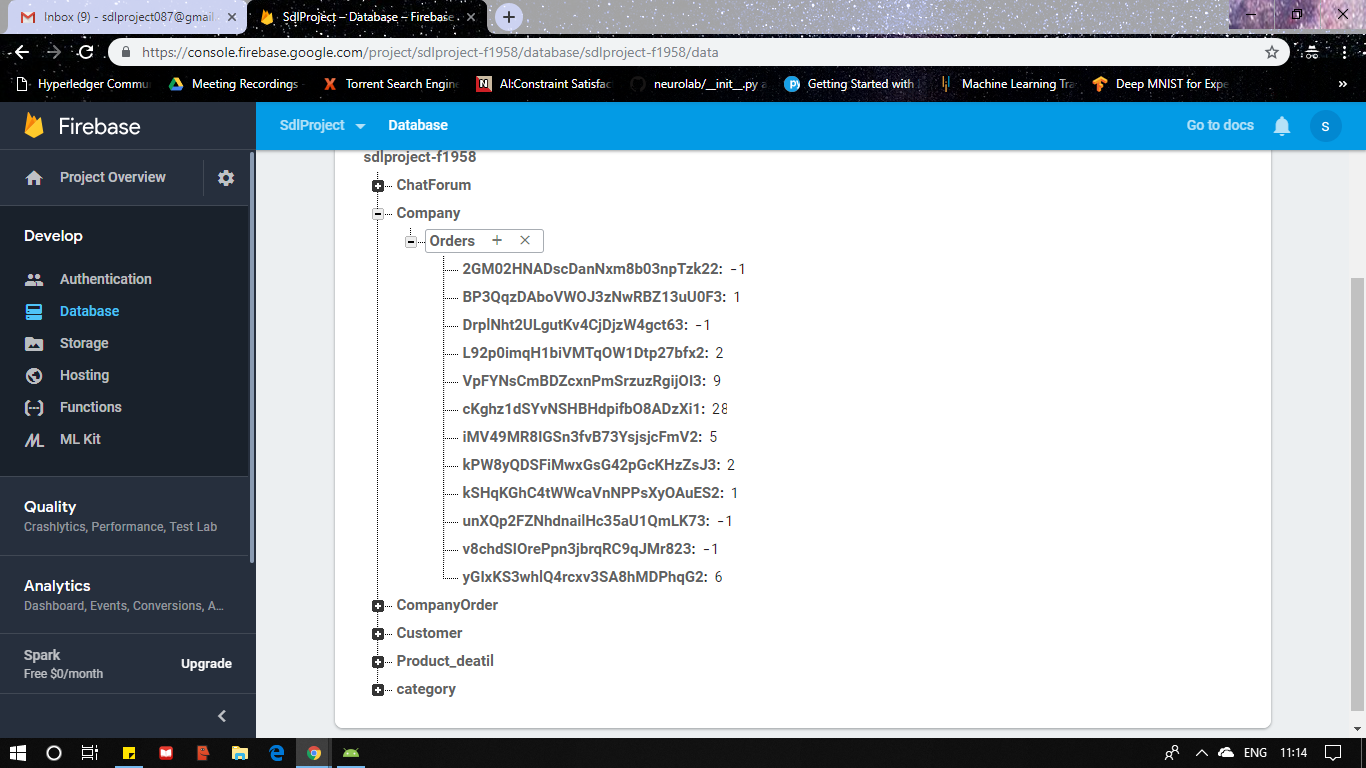 Inbox (9) - sdlproject087@gmail
SdlProject – Database – Firebase
https://console.firebase.google.com/project/sdlproject-f1958/database/sdlproject-f1958/data
Hyperledger Commu
Meeting Recordings
Torrent Search Engin
AI:Constraint Satisfac
neurolab/__init__.py a
Getting Started with
Machine Learning Tra
Deep MNIST for Expe
»
Firebase
SdlProject
Database
Go to docs
S
Project Overview
Develop
Authentication
Database
Storage
Hosting
Functions
ML Kit
Quality
Crashlytics, Performance, Test Lab
Analytics
Dashboard, Events, Conversions, A...
Spark
Free $0/month
Upgrade
sdlproject-f1958
ChatForum
Company
Orders
2GM02HNADscDanNxm8b03npTzk22: -1
BP3QqzDAboVWOJ3zNwRBZ13uU0F3: 1
DrplNht2ULgutKv4CjDjzW4gct63: -1
L92p0imqH1biVMTqOW1Dtp27bfx2: 2
VpFYNsCmBDZcxnPmSrzuzRgijOI3: 9
cKghz1dSYvNSHBHdpifbO8ADzXi1: 28
iMV49MR8IGSn3fvB73YsjsjcFmV2: 5
kPW8yQDSFiMwxGsG42pGcKHzZsJ3: 2
kSHqKGhC4tWWcaVnNPPsXyOAuES2: 1
unXQp2FZNhdnailHc35aU1QmLK73: -1
v8chdSIOrePpn3jbrqRC9qJMr823: -1
yGIxKS3whlQ4rcxv3SA8hMDPhqG2: 6
CompanyOrder
Customer
Product_deatil
category
ENG
11:14